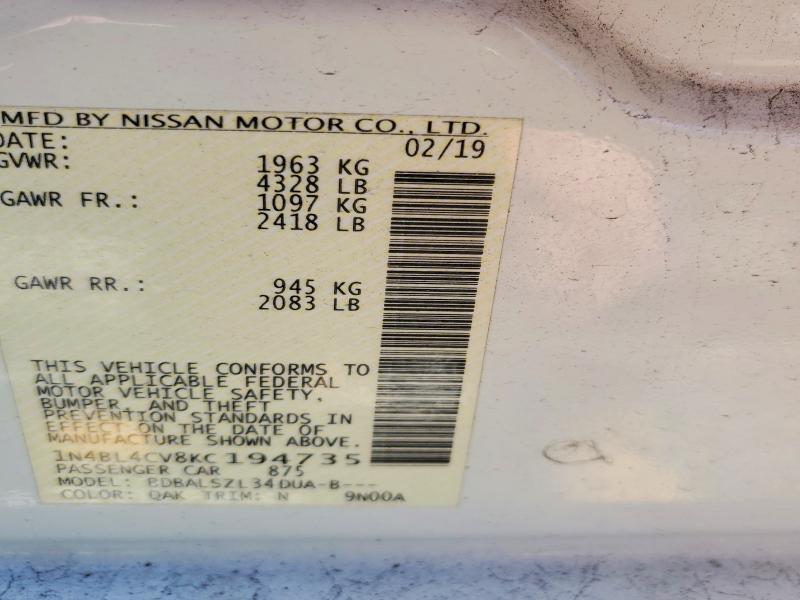 MFD BY NISSAN MOTOR CO., LTD.
DATE: 02/19
GVWR: 1963 KG
4328 LB
GAWR FR.: 1097 KG
2418 LB
GAWR RR.: 945 KG
2083 LB
THIS VEHICLE CONFORMS TO
ALL APPLICABLE FEDERAL
MOTOR VEHICLE SAFETY,
BUMPER, AND THEFT
PREVENTION STANDARDS IN
EFFECT ON THE DATE OF
MANUFACTURE SHOWN ABOVE.
1N4BL4CV8KC194735
PASSENGER CAR 875
MODEL: BDBALSZL34DUA-B---
COLOR: QAK TRIM: N 9N00A